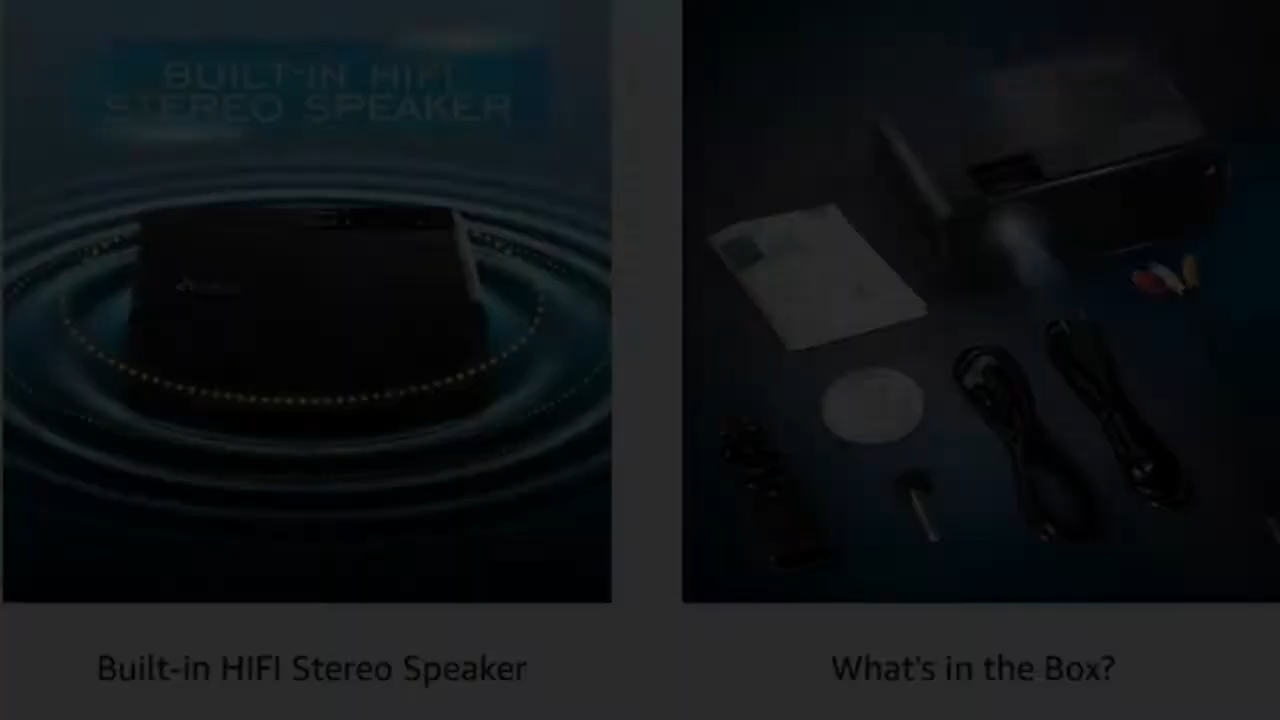 BUILT-IN HIFI
STEREO SPEAKER
Built-in HIFI Stereo Speaker
What's in the Box?